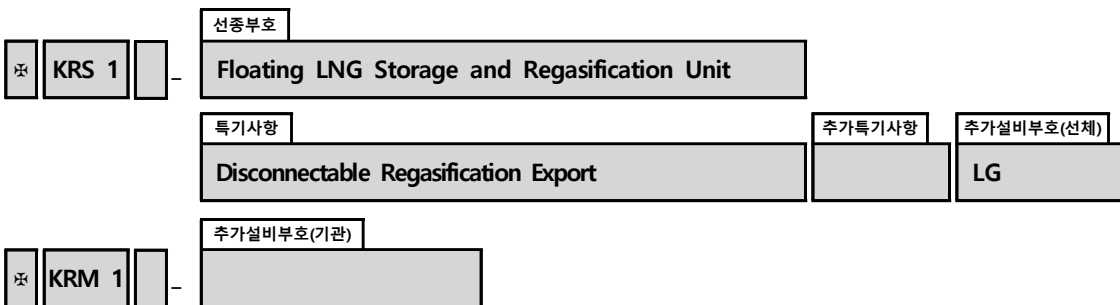 선종부호
✠ KRS 1 - Floating LNG Storage and Regasification Unit
특기사항 추가특기사항 추가설비부호(선체)
Disconnectable Regasification Export LG
추가설비부호(기관)
✠ KRM 1 -